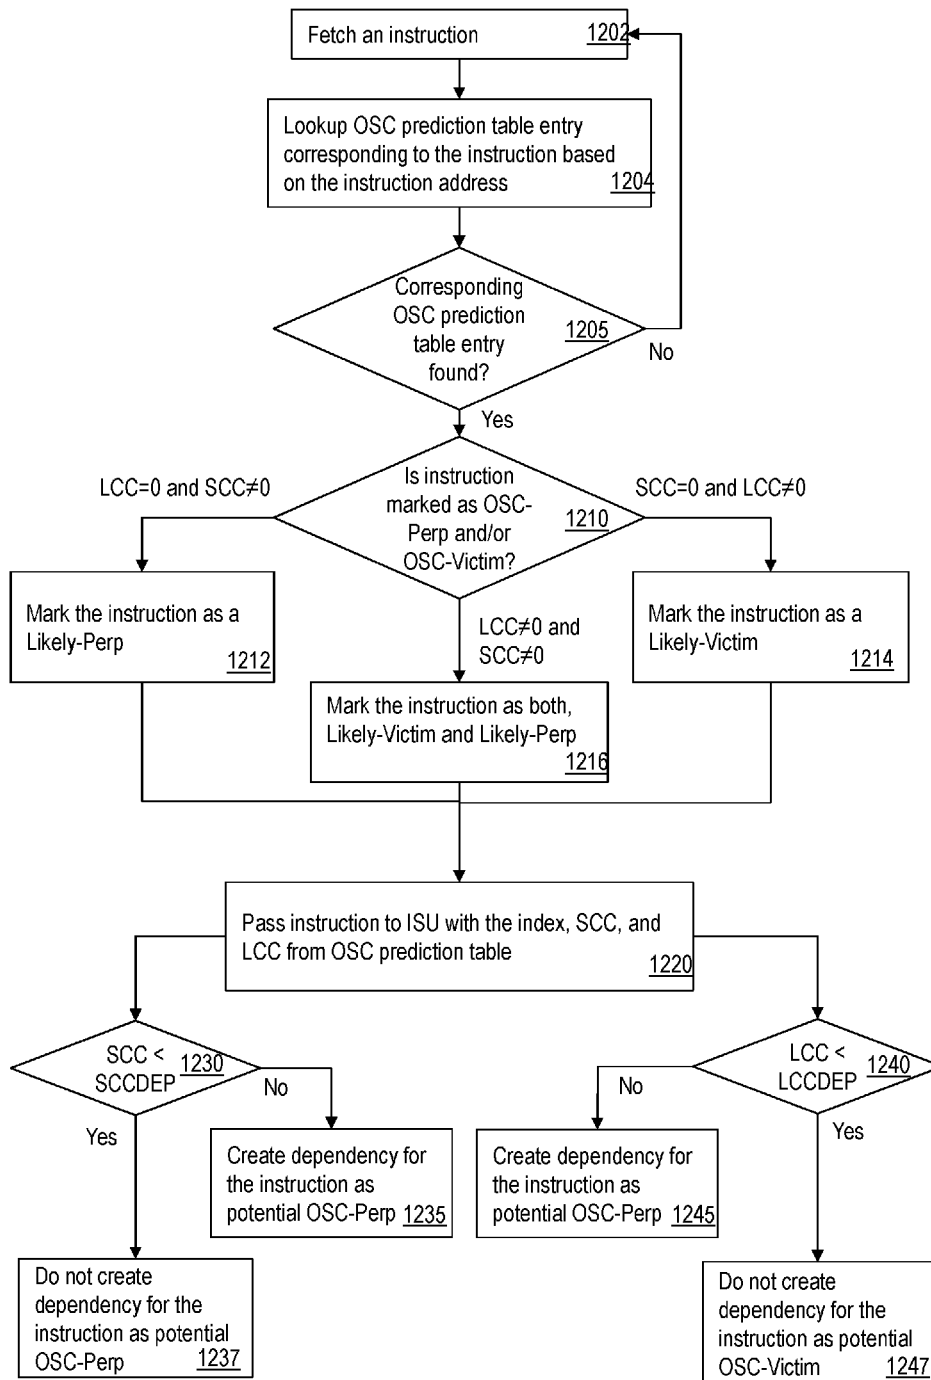 Fetch an instruction 1202
Lookup OSC prediction table entry
corresponding to the instruction based
on the instruction address 1204
Corresponding
OSC prediction
table entry
found?
1205
No
Yes
Is instruction
marked as OSC-
Perp and/or
OSC-Victim?
1210
LCC=0 and SCC≠0
SCC=0 and LCC≠0
LCC≠0 and
SCC≠0
Mark the instruction as a
Likely-Perp
1212
Mark the instruction as a
Likely-Victim
1214
Mark the instruction as both,
Likely-Victim and Likely-Perp
1216
Pass instruction to ISU with the index, SCC, and
LCC from OSC prediction table
1220
SCC <
SCCDEP
1230
No
Yes
LCC <
LCCDEP
1240
No
Yes
Create dependency for
the instruction as
potential OSC-Perp 1235
Create dependency for
the instruction as
potential OSC-Perp 1245
Do not create
dependency for the
instruction as potential
OSC-Perp 1237
Do not create
dependency for the
instruction as potential
OSC-Victim 1247